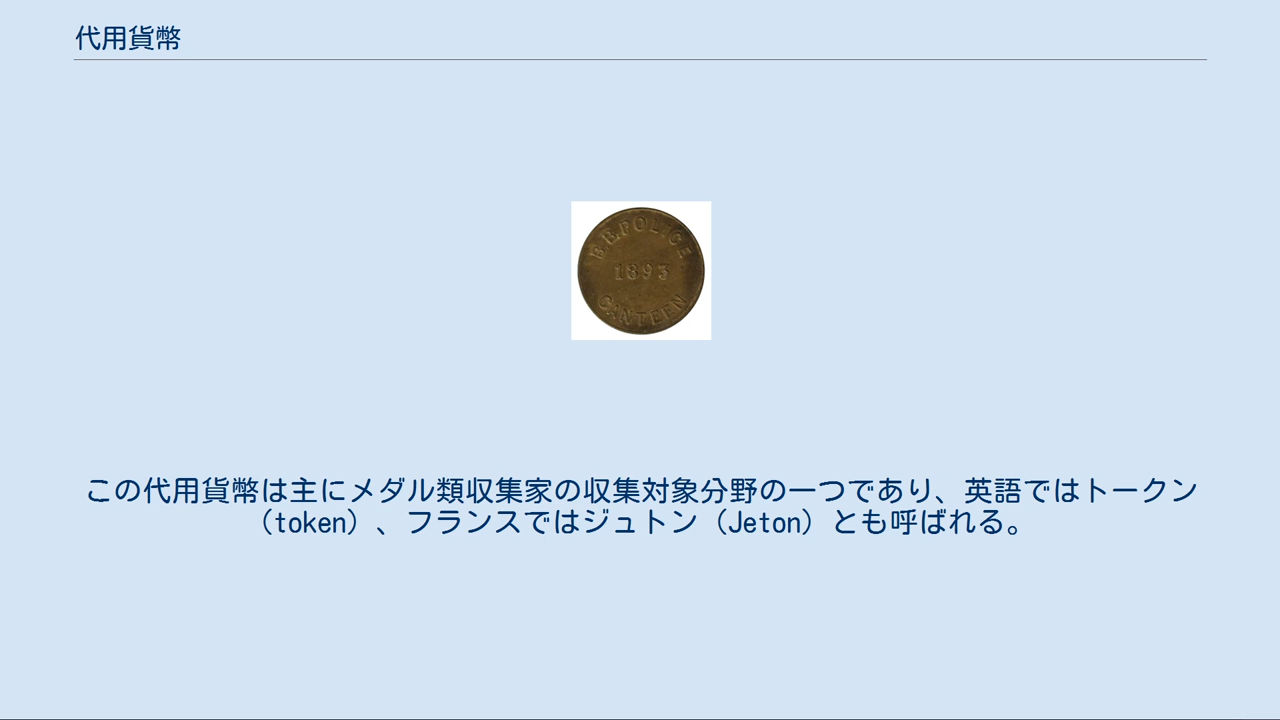 代用貨幣
B.B.POLICE
1893
CANTEEN
この代用貨幣は主にメダル類収集家の収集対象分野の一つであり、英語ではトークン
（token）、フランスではジュトン（Jeton）とも呼ばれる。